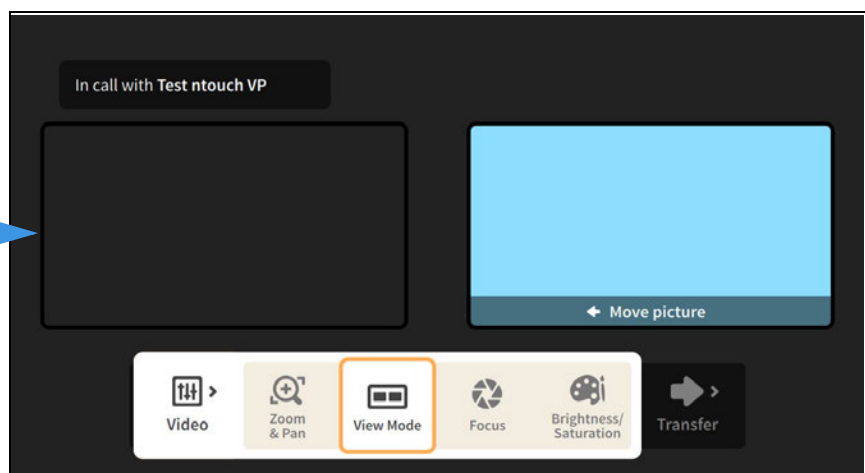 In call with Test ntouch VP
Move picture
Video
Zoom
& Pan
View Mode
Focus
Brightness/
Saturation
Transfer